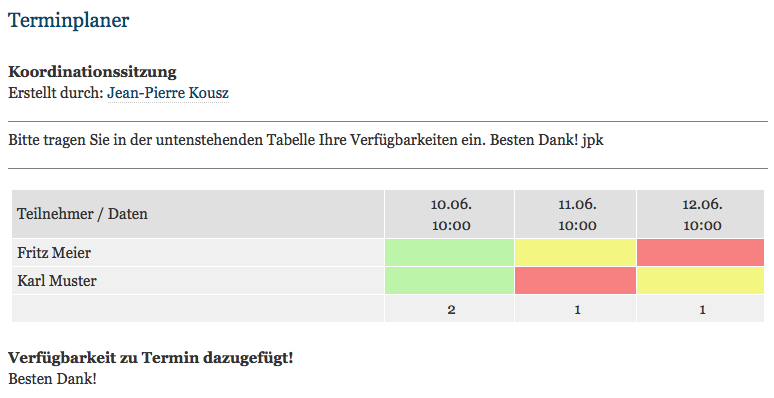 Terminplaner
Koordinationssitzung
Erstellt durch: Jean-Pierre Kousz
Bitte tragen Sie in der untenstehenden Tabelle Ihre Verfügbarkeiten ein. Besten Dank! jpk
Teilnehmer / Daten 10.06. 10:00 11.06. 10:00 12.06. 10:00
Fritz Meier
Karl Muster
2 1 1
Verfügbarkeit zu Termin dazugefügt!
Besten Dank!